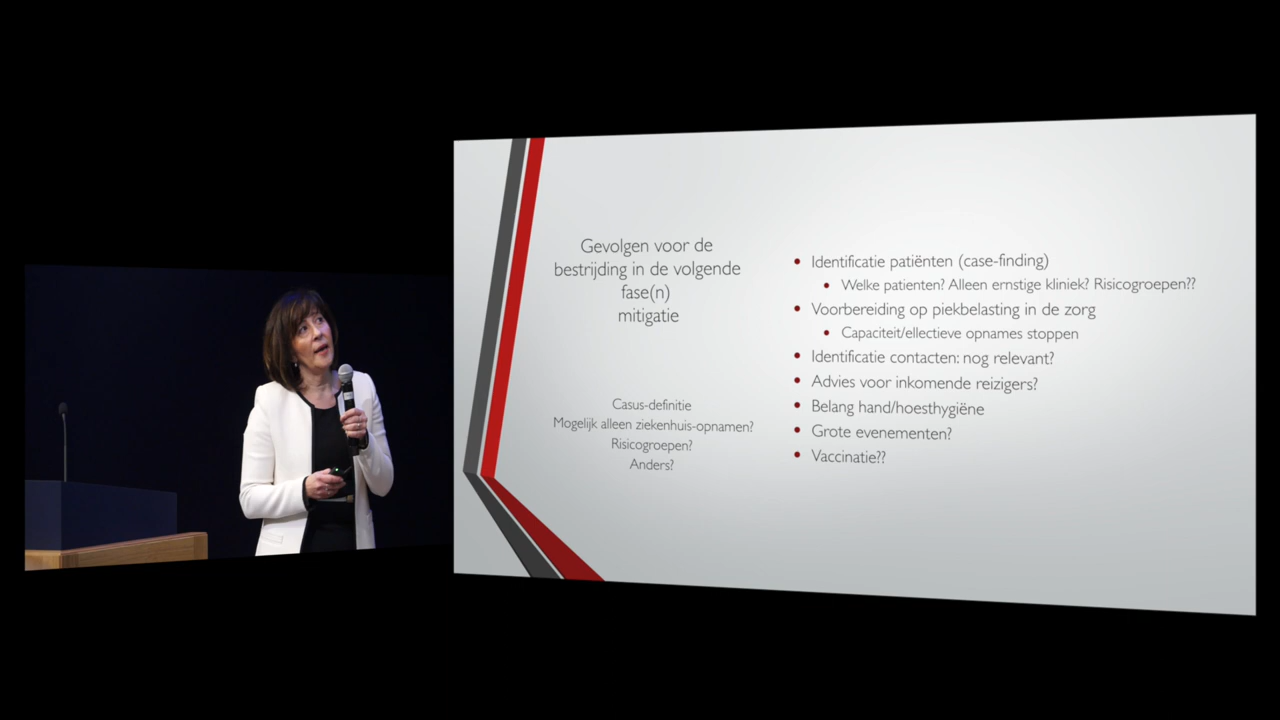 Gevolgen voor de
bestrijding in de volgende
fase(n)
mitigatie
Casus-definitie
Mogelijk alleen ziekenhuis-opnamen?
Risicogroepen?
Anders?
• Identificatie patiënten (case-finding)
• Welke patienten? Alleen ernstige kliniek? Risicogroepen??
• Voorbereiding op piekbelasting in de zorg
• Capaciteit/ellectieve opnames stoppen
• Identificatie contacten: nog relevant?
• Advies voor inkomende reizigers?
• Belang hand/hoesthygiëne
• Grote evenementen?
• Vaccinatie??